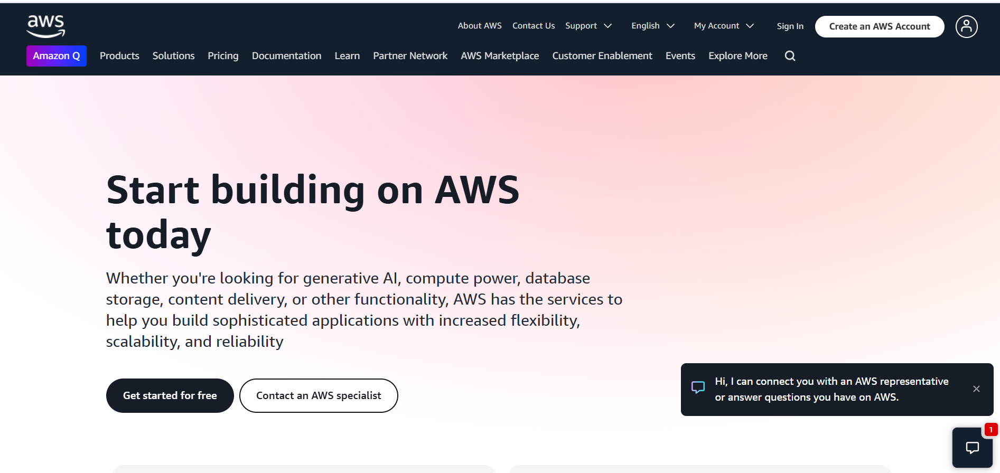 aws
About AWS Contact Us Support English My Account Sign In Create an AWS Account
Amazon Q Products Solutions Pricing Documentation Learn Partner Network AWS Marketplace Customer Enablement Events Explore More
Start building on AWS
today
Whether you're looking for generative AI, compute power, database
storage, content delivery, or other functionality, AWS has the services to
help you build sophisticated applications with increased flexibility,
scalability, and reliability
Get started for free Contact an AWS specialist
Hi, I can connect you with an AWS representative
or answer questions you have on AWS.
1